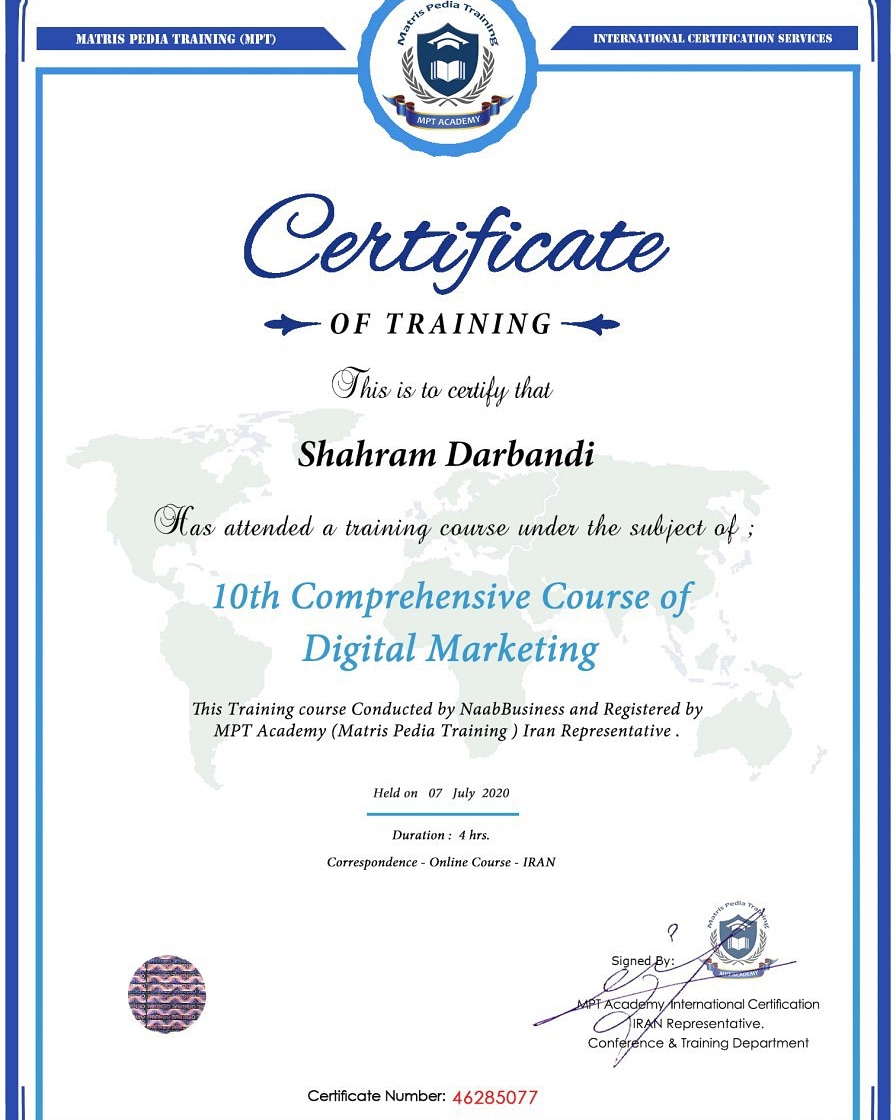 MATRIS PEDIA TRAINING (MPT)
INTERNATIONAL CERTIFICATION SERVICES
Matris Pedia Training
MPT ACADEMY
Certificate
OF TRAINING
This is to certify that
Shahram Darbandi
Has attended a training course under the subject of ;
10th Comprehensive Course of
Digital Marketing
This Training course Conducted by NaabBusiness and Registered by
MPT Academy (Matris Pedia Training ) Iran Representative .
Held on 07 July 2020
Duration : 4 hrs.
Correspondence - Online Course - IRAN
Matris Pedia Training
MPT ACADEMY
Signed By:
MPT Academy International Certification
IRAN Representative.
Conference & Training Department
Certificate Number: 46285077